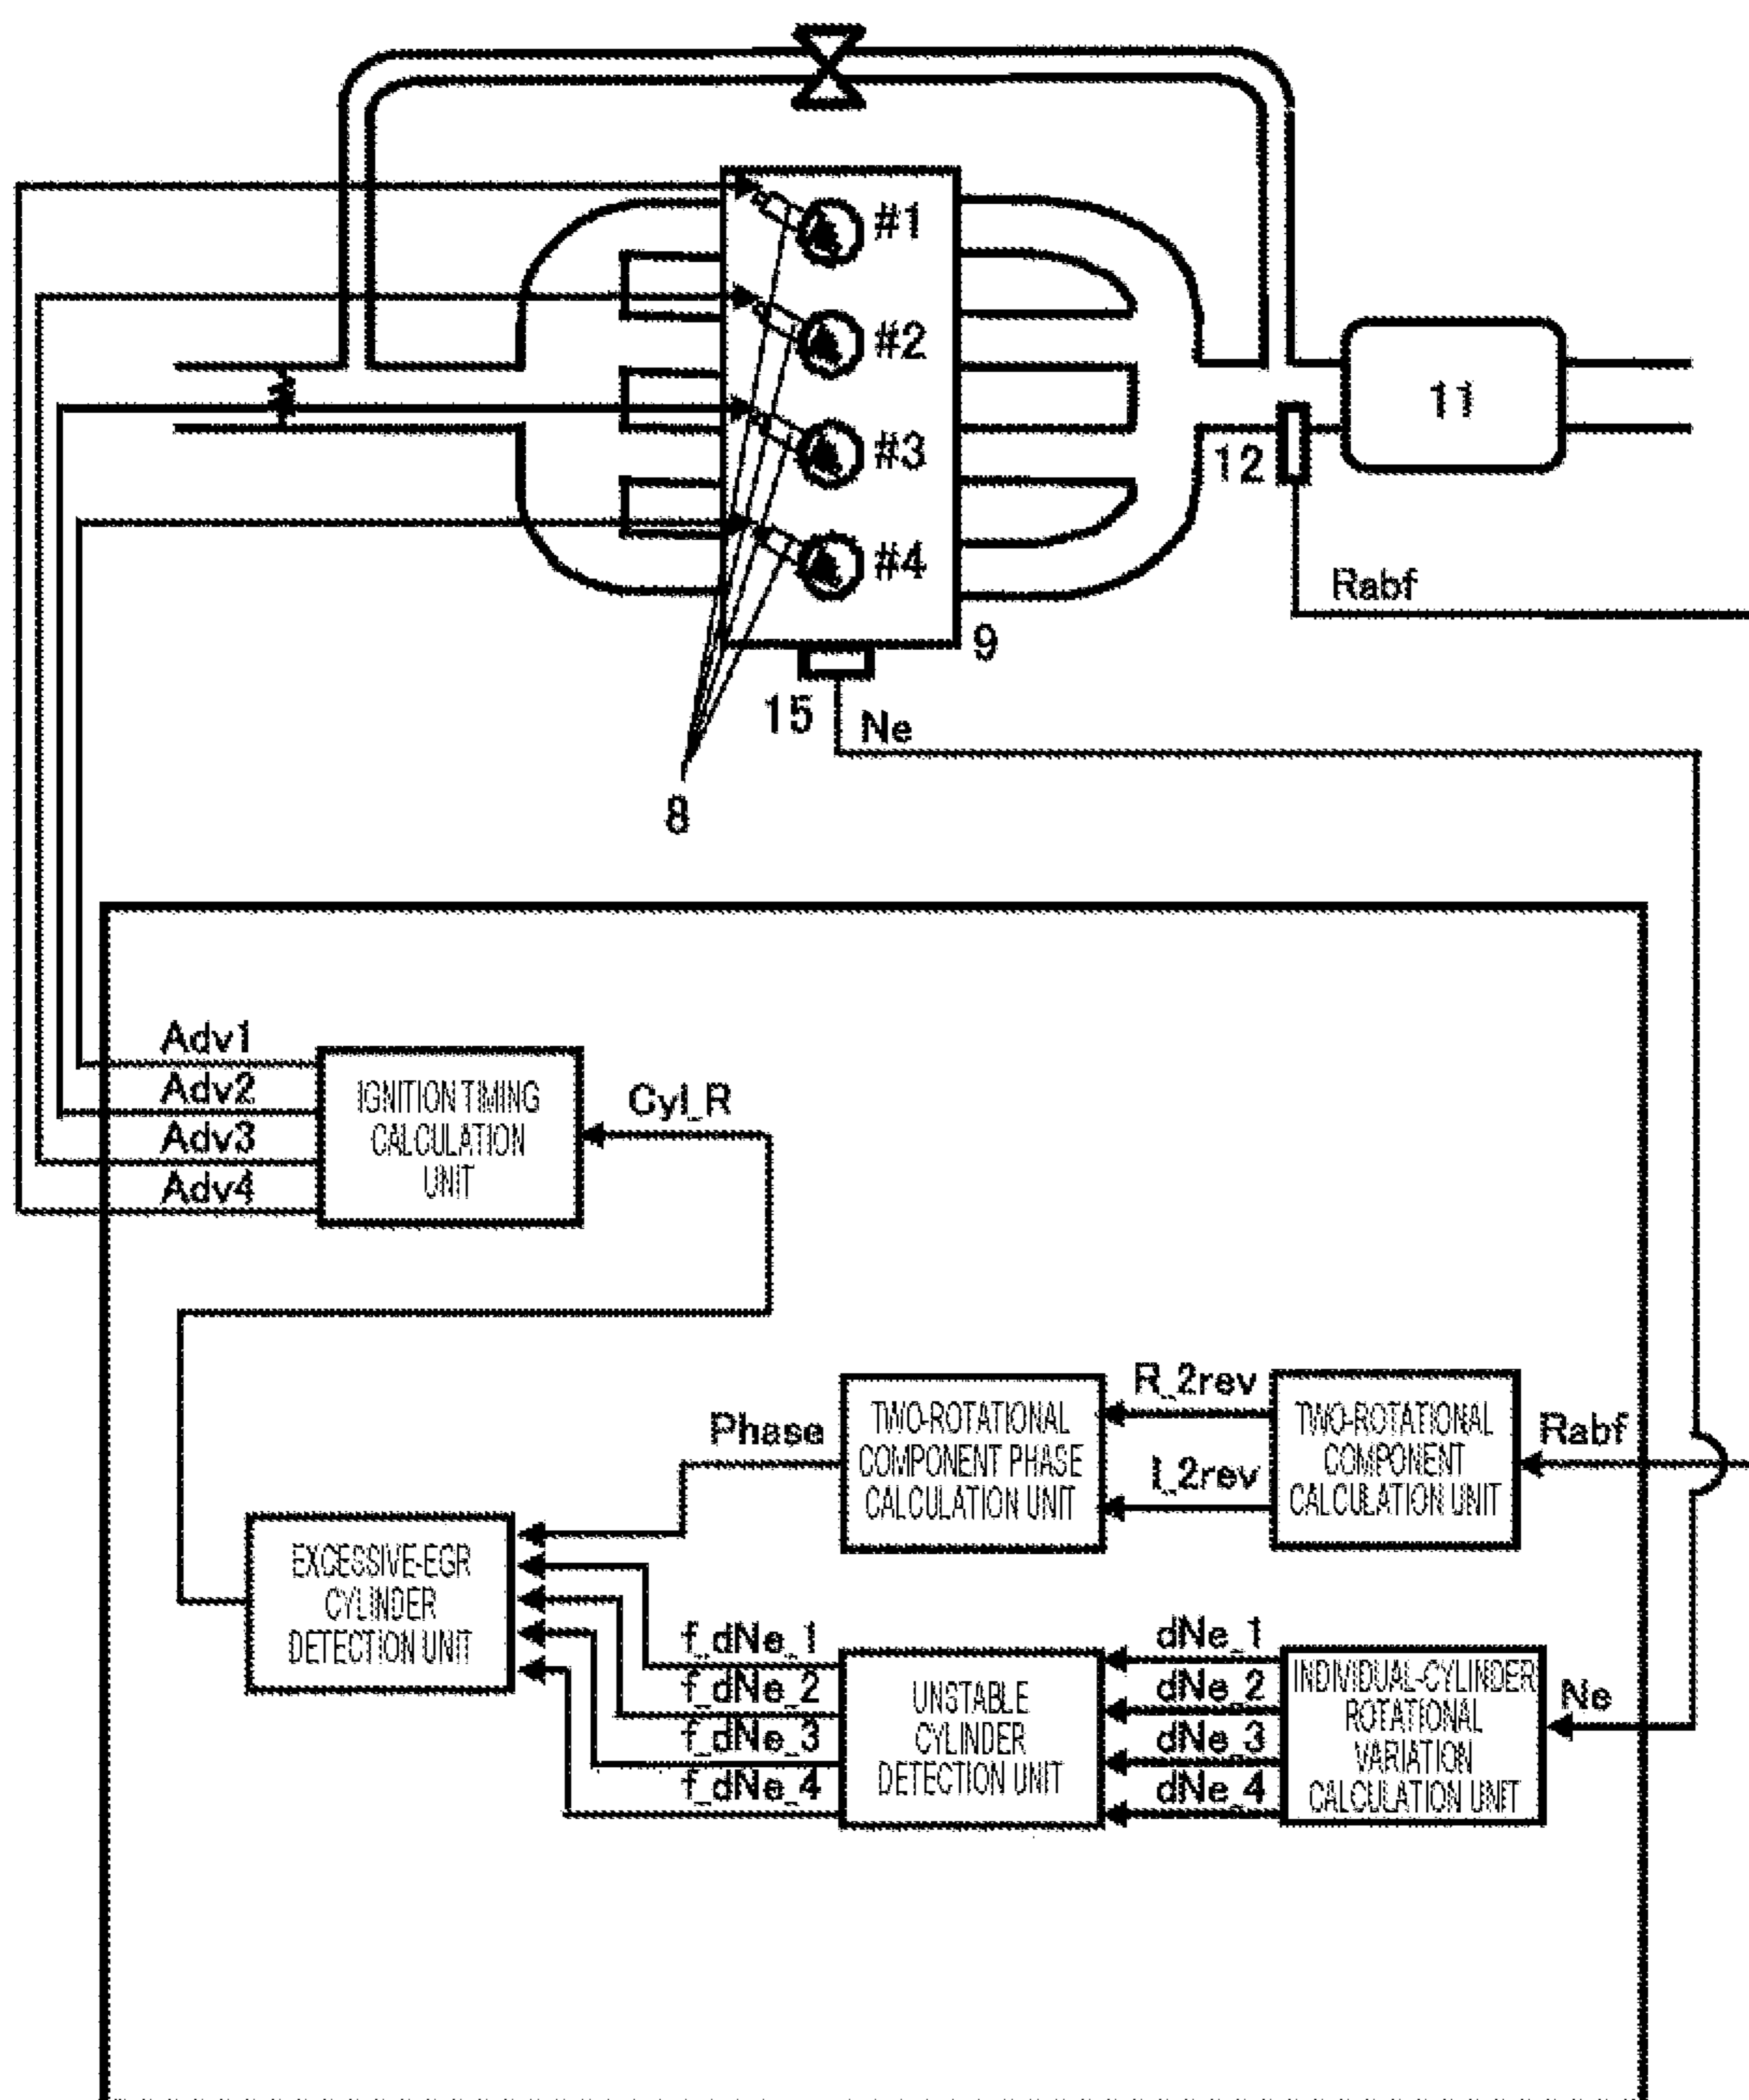 #1
#2
#3
#4
11
12
Rabf
9
15
Ne
8
Adv1
Adv2
Adv3
Adv4
IGNITION TIMING
CALCULATION
UNIT
Cyl_R
Phase
TWO-ROTATIONAL
COMPONENT PHASE
CALCULATION UNIT
R_2rev
I_2rev
TWO-ROTATIONAL
COMPONENT
CALCULATION UNIT
Rabf
EXCESSIVE-EGR
CYLINDER
DETECTION UNIT
f_dNe_1
f_dNe_2
f_dNe_3
f_dNe_4
UNSTABLE
CYLINDER
DETECTION UNIT
dNe_1
dNe_2
dNe_3
dNe_4
INDIVIDUAL-CYLINDER
ROTATIONAL
VARIATION
CALCULATION UNIT
Ne